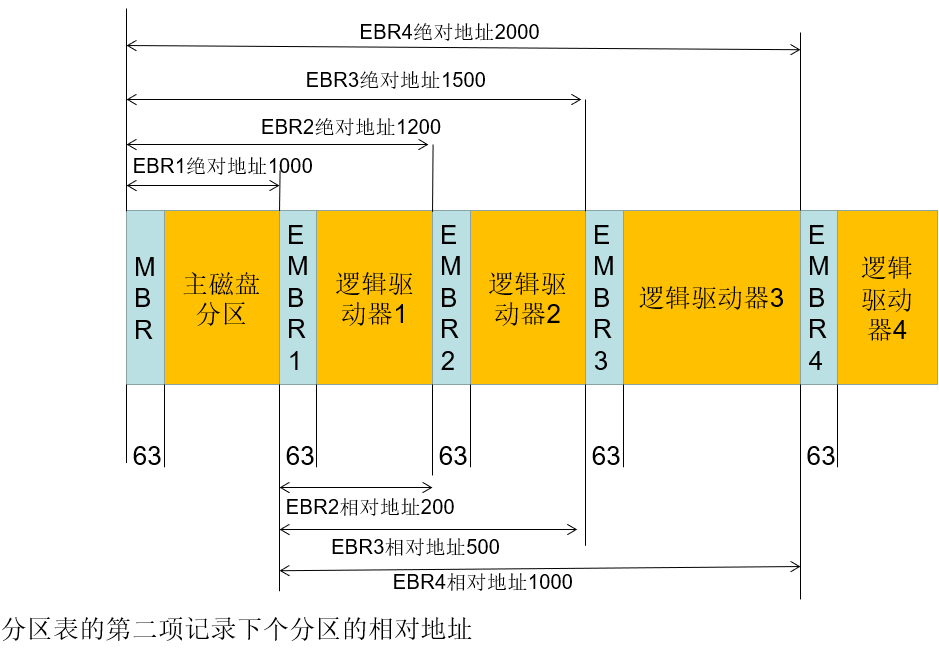 EBR4绝对地址2000
EBR3绝对地址1500
EBR2绝对地址1200
EBR1绝对地址1000
MBR
主磁盘
分区
EMBR1
逻辑驱
动器1
EMBR2
逻辑驱
动器2
EMBR3
逻辑驱动器3
EMBR4
逻辑
驱动
器4
63
63
63
63
63
EBR2相对地址200
EBR3相对地址500
EBR4相对地址1000
分区表的第二项记录下个分区的相对地址